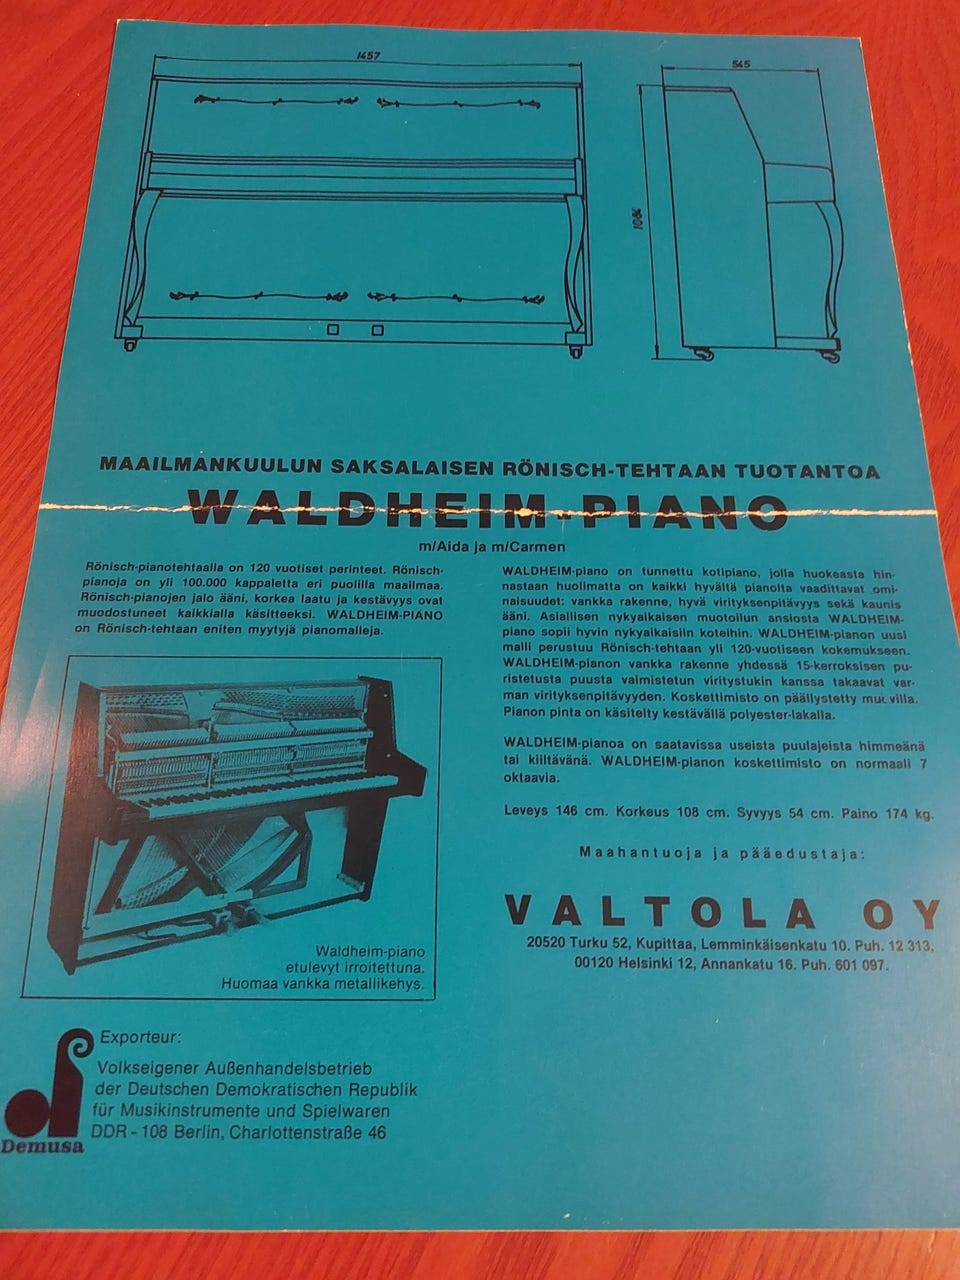 1457
545
1084
MAAILMANKUULUN SAKSALAISEN RÖNISCH-TEHTAAN TUOTANTOA
WALDHEIM-PIANO
m/Aida ja m/Carmen
Rönisch-pianotehtaalla on 120 vuotiset perinteet. Rönisch-
pianoja on yli 100.000 kappaletta eri puolilla maailmaa.
Rönisch-pianojen jalo ääni, korkea laatu ja kestävyys ovat
muodostuneet kaikkialla käsitteeksi. WALDHEIM-PIANO
on Rönisch-tehtaan eniten myytyjä pianomalleja.
WALDHEIM-piano on tunnettu kotipiano, jolla huokeasta hin-
nastaan huolimatta on kaikki hyvältä pianolta vaadittavat omi-
naisuudet: vankka rakenne, hyvä virityksenpitävyys sekä kaunis
ääni. Asiallisen nykyaikaisen muotoilun ansiosta WALDHEIM-
piano sopii hyvin nykyaikaisiin koteihin. WALDHEIM-pianon uusi
malli perustuu Rönisch-tehtaan yli 120-vuotiseen kokemukseen.
WALDHEIM-pianon vankka rakenne yhdessä 15-kerroksisen pu-
ristetusta puusta valmistetun viritystukin kanssa takaavat var-
man virityksenpitävyyden. Koskettimisto on päällystetty
Pianon pinta on käsitelty kestävällä polyester-lakalla.
WALDHEIM-pianoa on saatavissa useista puulajeista himmeänä
tai kiiltävänä. WALDHEIM-pianon koskettimisto on normaali 7
oktaavia.
Leveys 146 cm. Korkeus 108 cm. Syvyys 54 cm. Paino 174 kg.
Maahantuoja ja pääedustaja:
VALTOLA OY
20520 Turku 52, Kupittaa, Lemminkäisenkatu 10. Puh. 12 313,
00120 Helsinki 12, Annankatu 16. Puh. 601 097.
Waldheim-piano
etulevyt irroitettuna.
Huomaa vankka metallikehys.
Exporteur:
Volkseigener Außenhandelsbetrieb
der Deutschen Demokratischen Republik
für Musikinstrumente und Spielwaren
DDR - 108 Berlin, Charlottenstraße 46
Demusa